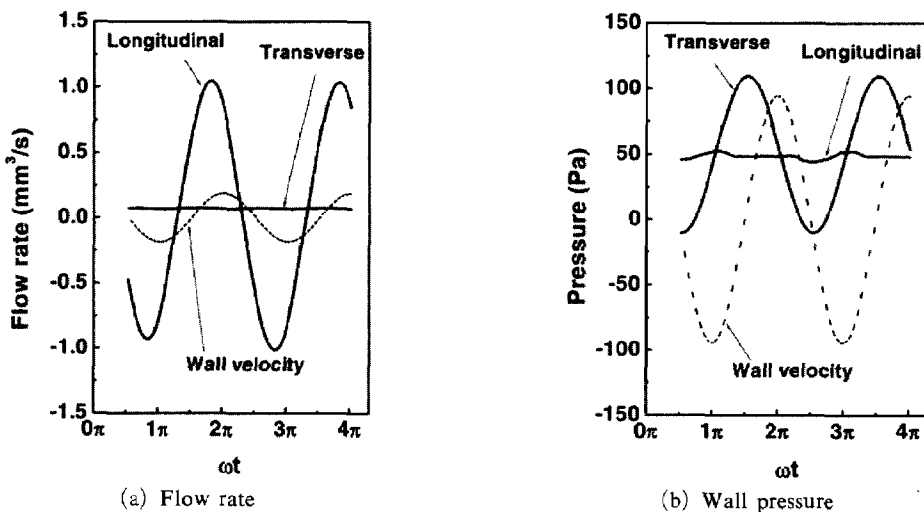 1.5
1.0
0.5
0.0
-0.5
-1.0
-1.5
Flow rate (mm³/s)
Longitudinal
Transverse
Wall velocity
0π 1π 2π 3π 4π
ωt
(a) Flow rate
150
100
50
0
-50
-100
-150
Pressure (Pa)
Transverse
Longitudinal
Wall velocity
0π 1π 2π 3π 4π
ωt
(b) Wall pressure